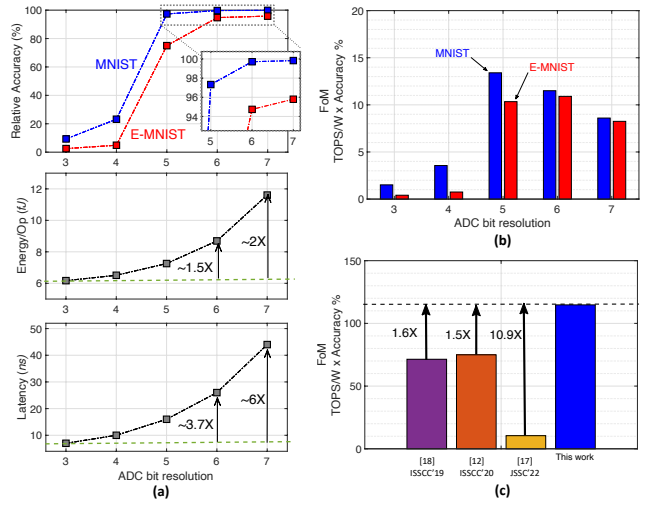 Relative Accuracy (%)
100
80
60
40
20
0
MNIST
E-MNIST
100
98
96
94
5 6 7
3 4 5 6 7
Energy/Op (fJ)
12
10
8
6
~1.5X
~2X
3 4 5 6 7
Latency (ns)
50
40
30
20
10
~3.7X
~6X
3 4 5 6 7
ADC bit resolution
(a)
FoM
TOPS/W x Accuracy %
20
15
10
5
0
MNIST
E-MNIST
3 4 5 6 7
ADC bit resolution
(b)
FoM
TOPS/W x Accuracy %
150
100
50
0
1.6X
1.5X
10.9X
[18] [12] [17] This work
ISSCC'19 ISSCC'20 JSSC'22
(c)